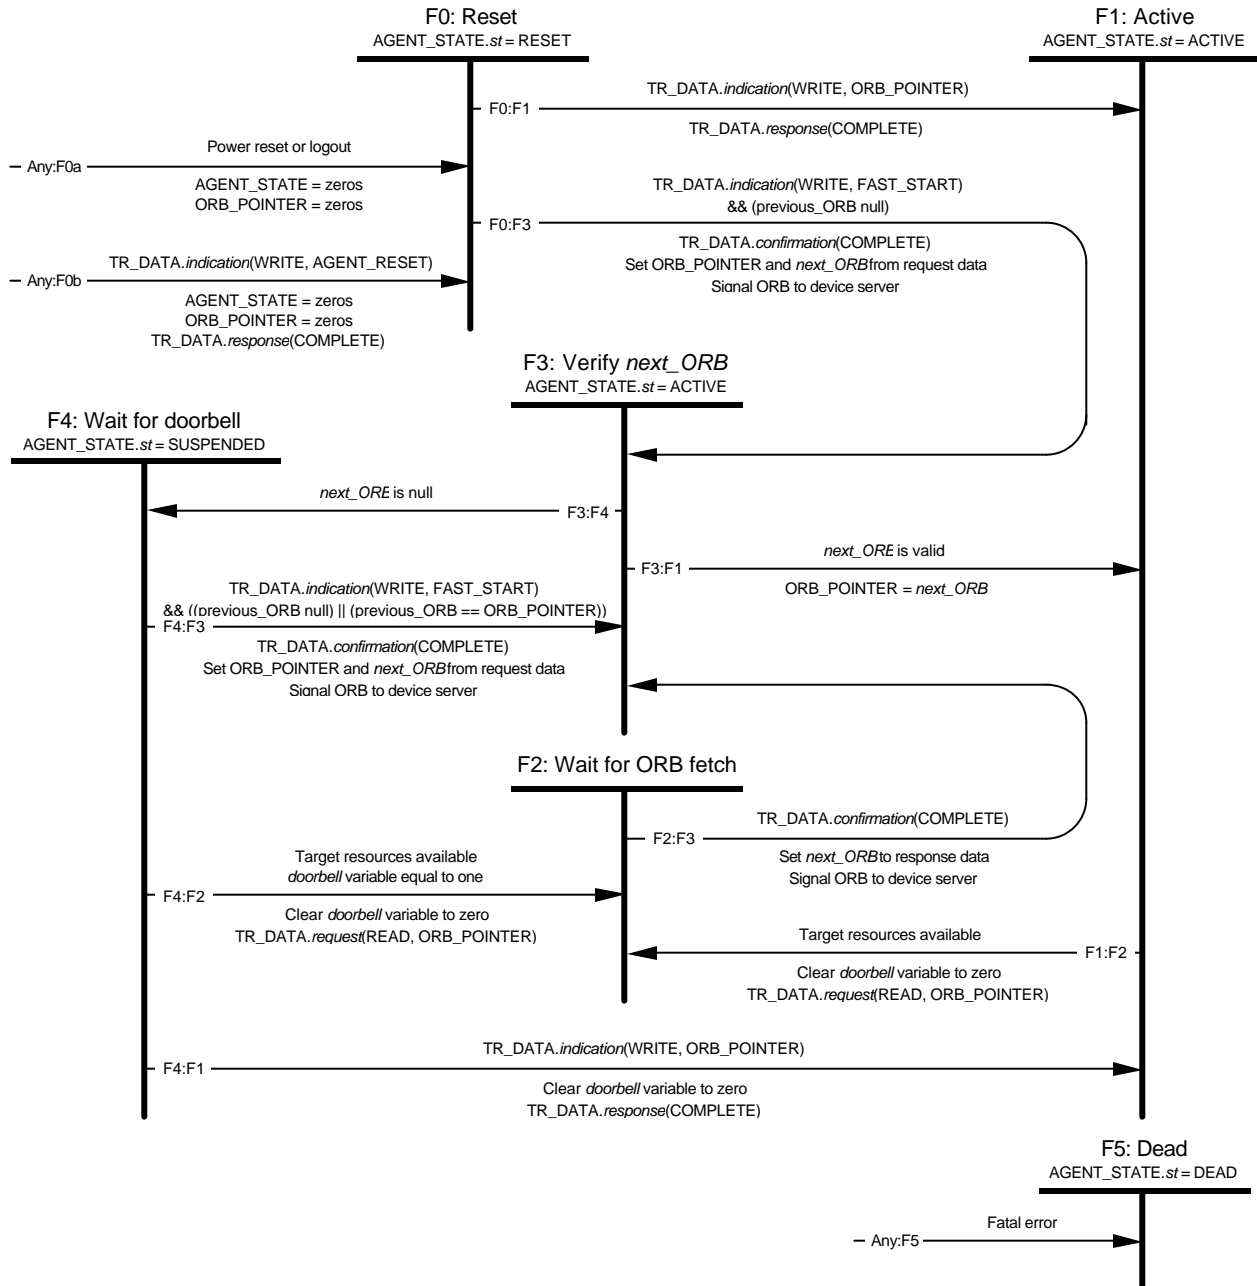 F0: Reset
AGENT_STATE.st = RESET
F1: Active
AGENT_STATE.st = ACTIVE
TR_DATA.indication(WRITE, ORB_POINTER)
F0:F1
TR_DATA.response(COMPLETE)
Power reset or logout
Any:F0a
AGENT_STATE = zeros
ORB_POINTER = zeros
TR_DATA.indication(WRITE, FAST_START)
&& (previous_ORB null)
F0:F3
TR_DATA.confirmation(COMPLETE)
Set ORB_POINTER and next_ORB from request data
Signal ORB to device server
TR_DATA.indication(WRITE, AGENT_RESET)
Any:F0b
AGENT_STATE = zeros
ORB_POINTER = zeros
TR_DATA.response(COMPLETE)
F3: Verify next_ORB
AGENT_STATE.st = ACTIVE
F4: Wait for doorbell
AGENT_STATE.st = SUSPENDED
next_ORB is null
F3:F4
next_ORB is valid
F3:F1
ORB_POINTER = next_ORB
TR_DATA.indication(WRITE, FAST_START)
&& ((previous_ORB null) || (previous_ORB == ORB_POINTER))
F4:F3
TR_DATA.confirmation(COMPLETE)
Set ORB_POINTER and next_ORB from request data
Signal ORB to device server
F2: Wait for ORB fetch
TR_DATA.confirmation(COMPLETE)
F2:F3
Set next_ORB to response data
Signal ORB to device server
Target resources available
doorbell variable equal to one
F4:F2
Clear doorbell variable to zero
TR_DATA.request(READ, ORB_POINTER)
Target resources available
F1:F2
Clear doorbell variable to zero
TR_DATA.request(READ, ORB_POINTER)
TR_DATA.indication(WRITE, ORB_POINTER)
F4:F1
Clear doorbell variable to zero
TR_DATA.response(COMPLETE)
F5: Dead
AGENT_STATE.st = DEAD
Fatal error
Any:F5